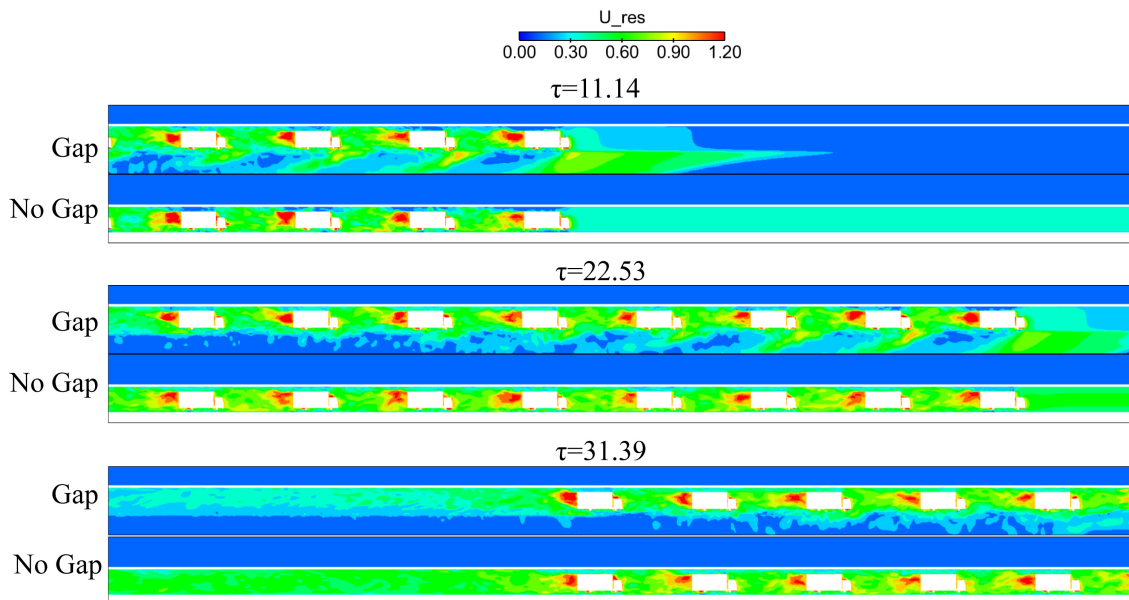 U_res
0.00 0.30 0.60 0.90 1.20
τ=11.14
Gap
No Gap
τ=22.53
Gap
No Gap
τ=31.39
Gap
No Gap